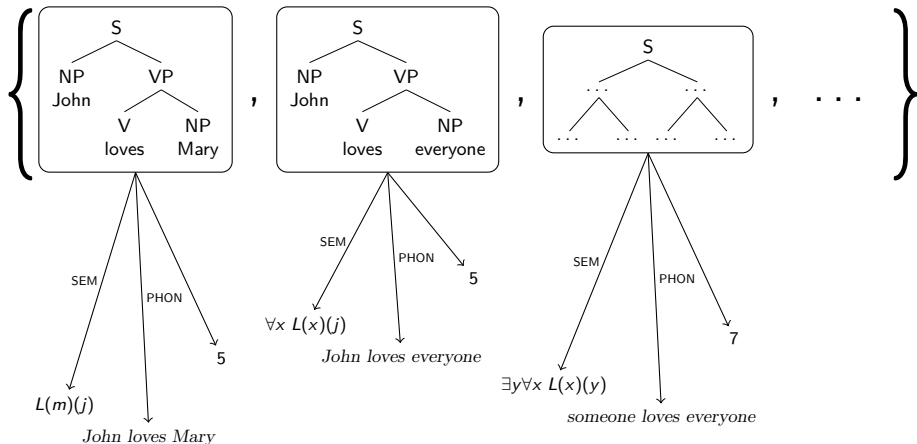 S
NP VP
John
V NP
loves Mary
,
S
NP VP
John
V NP
loves everyone
,
S
... ...
... ... ... ...
, ...
SEM
PHON
L(m)(j)
John loves Mary
5
SEM
PHON
∀x L(x)(j)
John loves everyone
5
SEM
PHON
∃y∀x L(x)(y)
someone loves everyone
7